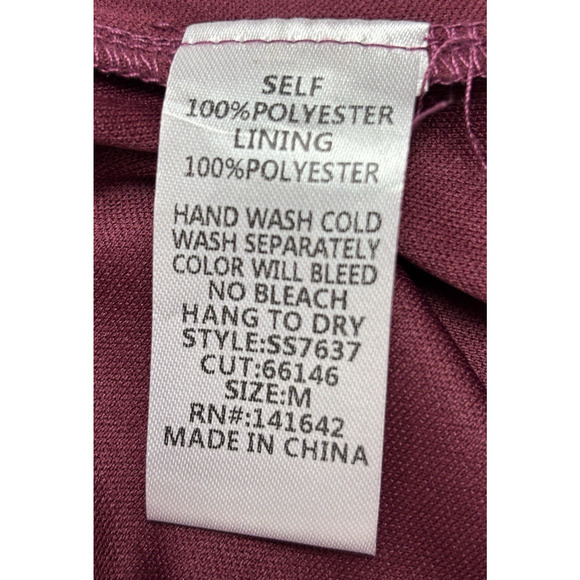 SELF
100%POLYESTER
LINING
100%POLYESTER
HAND WASH COLD
WASH SEPARATELY
COLOR WILL BLEED
NO BLEACH
HANG TO DRY
STYLE:SS7637
CUT:66146
SIZE:M
RN#:141642
MADE IN CHINA